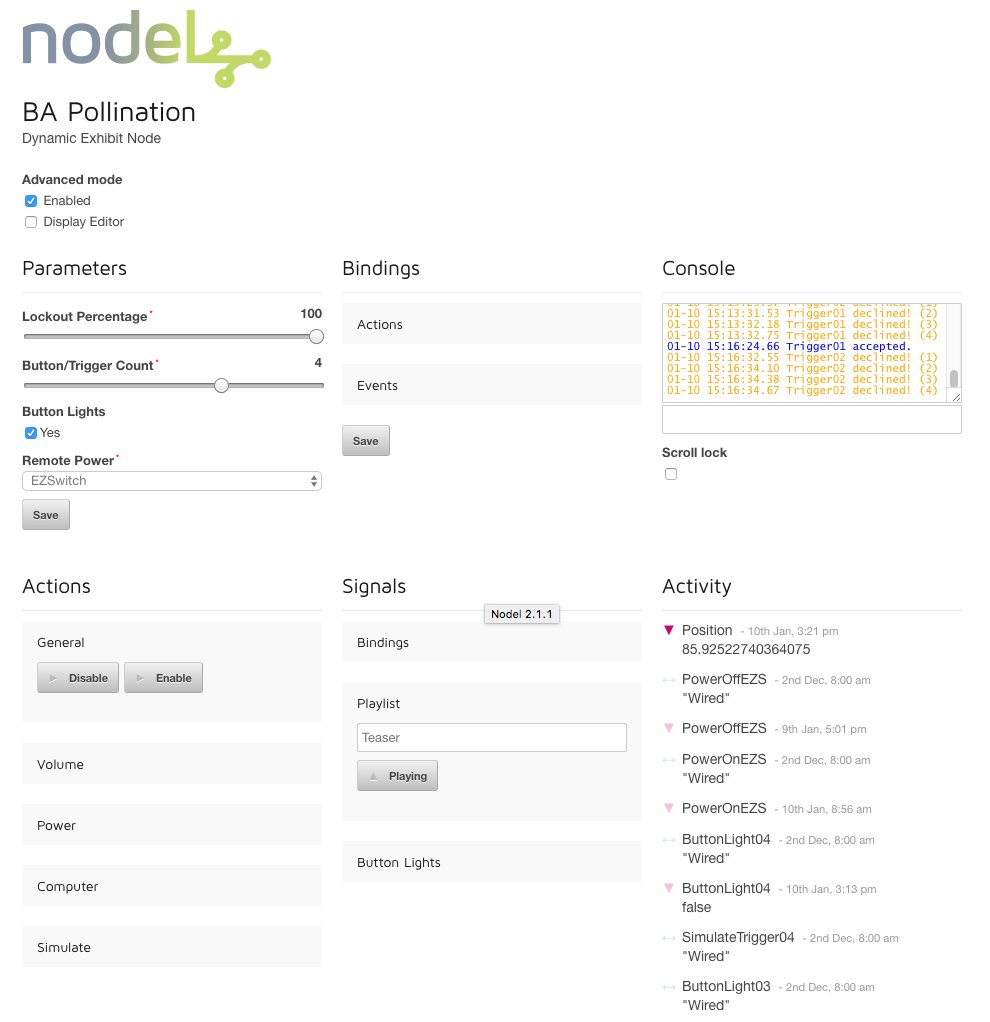 nodel
BA Pollination
Dynamic Exhibit Node
Advanced mode
Enabled
Display Editor
Parameters
Lockout Percentage* 100
Button/Trigger Count* 4
Button Lights
Yes
Remote Power*
EZSwitch
Save
Bindings
Actions
Events
Save
Console
01-10 15:13:31.53 Trigger01 declined! (2)
01-10 15:13:32.18 Trigger01 declined! (3)
01-10 15:13:32.75 Trigger01 declined! (4)
01-10 15:16:24.66 Trigger01 accepted.
01-10 15:16:32.55 Trigger02 declined! (1)
01-10 15:16:34.10 Trigger02 declined! (2)
01-10 15:16:34.38 Trigger02 declined! (3)
01-10 15:16:34.67 Trigger02 declined! (4)
Scroll lock
Actions
General
Disable Enable
Volume
Power
Computer
Simulate
Signals
Nodel 2.1.1
Bindings
Playlist
Teaser
Playing
Button Lights
Activity
Position - 10th Jan, 3:21 pm
85.92522740364075
PowerOffEZS - 2nd Dec, 8:00 am
"Wired"
PowerOffEZS - 9th Jan, 5:01 pm
PowerOnEZS - 2nd Dec, 8:00 am
"Wired"
PowerOnEZS - 10th Jan, 8:56 am
ButtonLight04 - 2nd Dec, 8:00 am
"Wired"
ButtonLight04 - 10th Jan, 3:13 pm
false
SimulateTrigger04 - 2nd Dec, 8:00 am
"Wired"
ButtonLight03 - 2nd Dec, 8:00 am
"Wired"